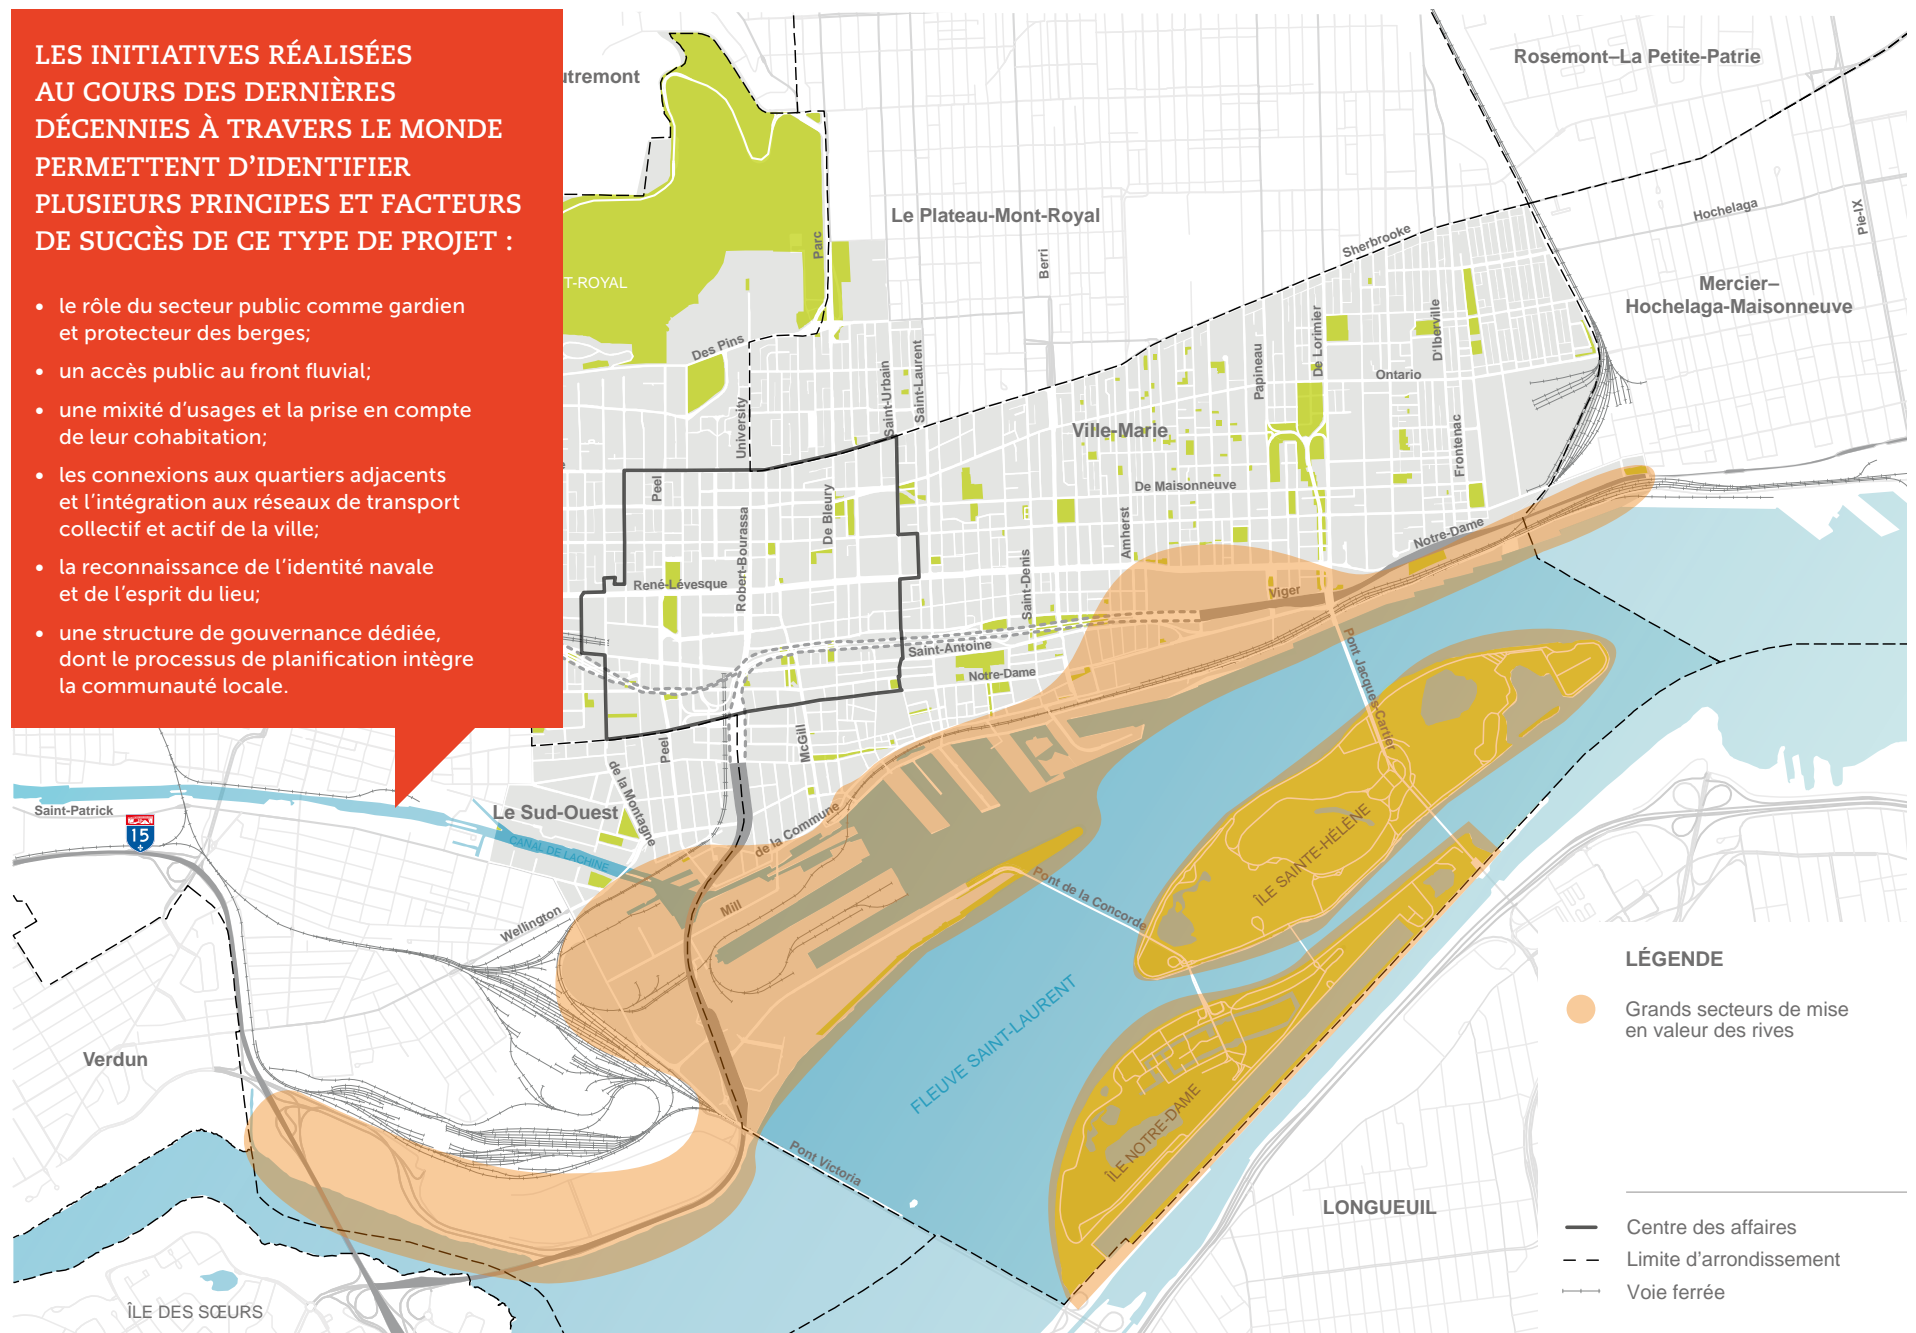 LES INITIATIVES RÉALISÉES
AU COURS DES DERNIÈRES
DÉCENNIES À TRAVERS LE MONDE
PERMETTENT D’IDENTIFIER
PLUSIEURS PRINCIPES ET FACTEURS
DE SUCCÈS DE CE TYPE DE PROJET :
• le rôle du secteur public comme gardien
et protecteur des berges;
• un accès public au front fluvial;
• une mixité d’usages et la prise en compte
de leur cohabitation;
• les connexions aux quartiers adjacents
et l’intégration aux réseaux de transport
collectif et actif de la ville;
• la reconnaissance de l’identité navale
et de l’esprit du lieu;
• une structure de gouvernance dédiée,
dont le processus de planification intègre
la communauté locale.
utremont
Rosemont–La Petite-Patrie
Le Plateau-Mont-Royal
Hochelaga
Pie-IX
Parc
Berri
Sherbrooke
T-ROYAL
Mercier–
Hochelaga-Maisonneuve
Des Pins
Saint-Urbain
Saint-Laurent
Papineau
De Lorimier
D'Iberville
Ontario
University
Ville-Marie
Frontenac
Peel
De Bleury
De Maisonneuve
Robert-Bourassa
Amherst
Notre-Dame
René-Lévesque
Saint-Denis
Viger
Saint-Antoine
Notre-Dame
Pont Jacques-Cartier
Peel
McGill
de la Montagne
Saint-Patrick
15
Le Sud-Ouest
CANAL DE LACHINE
de la Commune
Pont de la Concorde
ÎLE SAINTE-HÉLÈNE
Mill
Wellington
FLEUVE SAINT-LAURENT
Verdun
ÎLE NOTRE-DAME
Pont Victoria
LONGUEUIL
ÎLE DES SŒURS
LÉGENDE
Grands secteurs de mise
en valeur des rives
Centre des affaires
Limite d'arrondissement
Voie ferrée